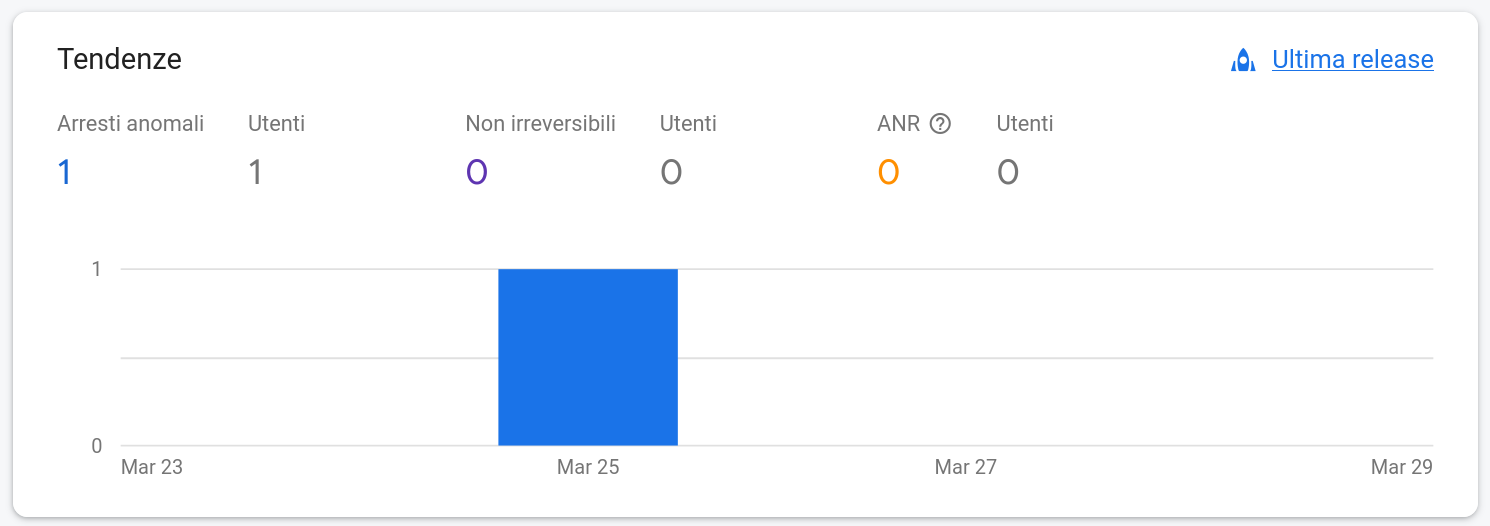 Tendenze
Ultima release
Arresti anomali Utenti Non irreversibili Utenti ANR Utenti
1 1 0 0 0 0
1
0
Mar 23 Mar 25 Mar 27 Mar 29